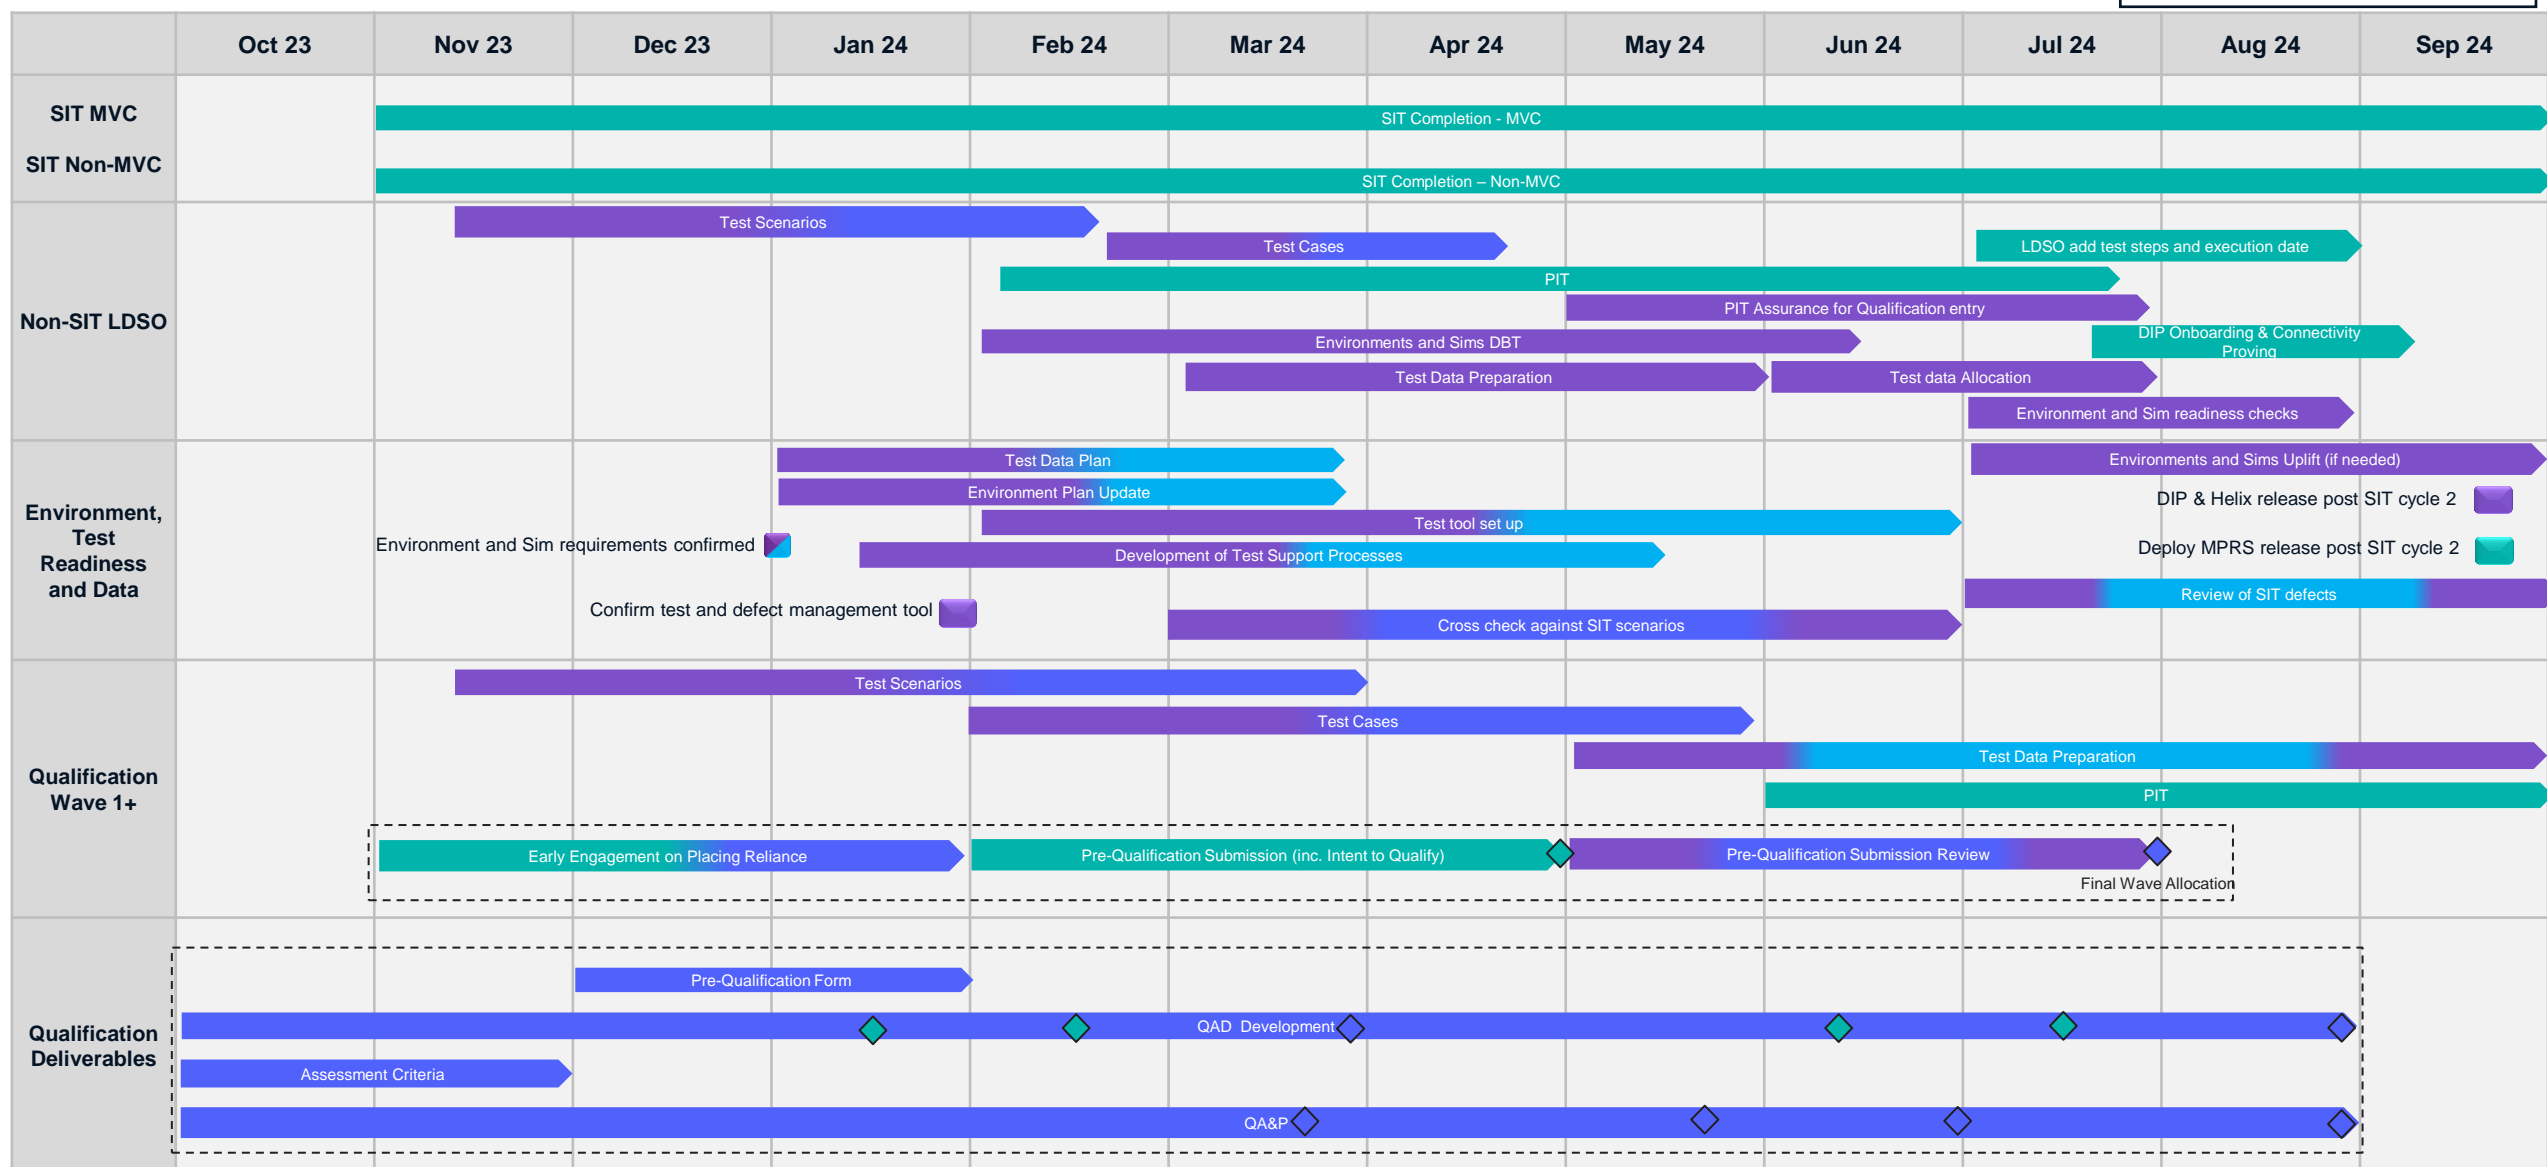 Oct 23 Nov 23 Dec 23 Jan 24 Feb 24 Mar 24 Apr 24 May 24 Jun 24 Jul 24 Aug 24 Sep 24
SIT MVC
SIT Completion - MVC
SIT Non-MVC
SIT Completion – Non-MVC
Non-SIT LDSO
Test Scenarios
Test Cases
LDSO add test steps and execution date
PIT
PIT Assurance for Qualification entry
Environments and Sims DBT
DIP Onboarding & Connectivity
Proving
Test Data Preparation
Test data Allocation
Environment and Sim readiness checks
Environment,
Test
Readiness
and Data
Test Data Plan
Environments and Sims Uplift (if needed)
Environment Plan Update
DIP & Helix release post SIT cycle 2
Test tool set up
Environment and Sim requirements confirmed
Development of Test Support Processes
Deploy MPRS release post SIT cycle 2
Review of SIT defects
Confirm test and defect management tool
Cross check against SIT scenarios
Qualification
Wave 1+
Test Scenarios
Test Cases
Test Data Preparation
PIT
Early Engagement on Placing Reliance
Pre-Qualification Submission (inc. Intent to Qualify)
Pre-Qualification Submission Review
Final Wave Allocation
Qualification
Deliverables
Pre-Qualification Form
QAD Development
Assessment Criteria
QA&P